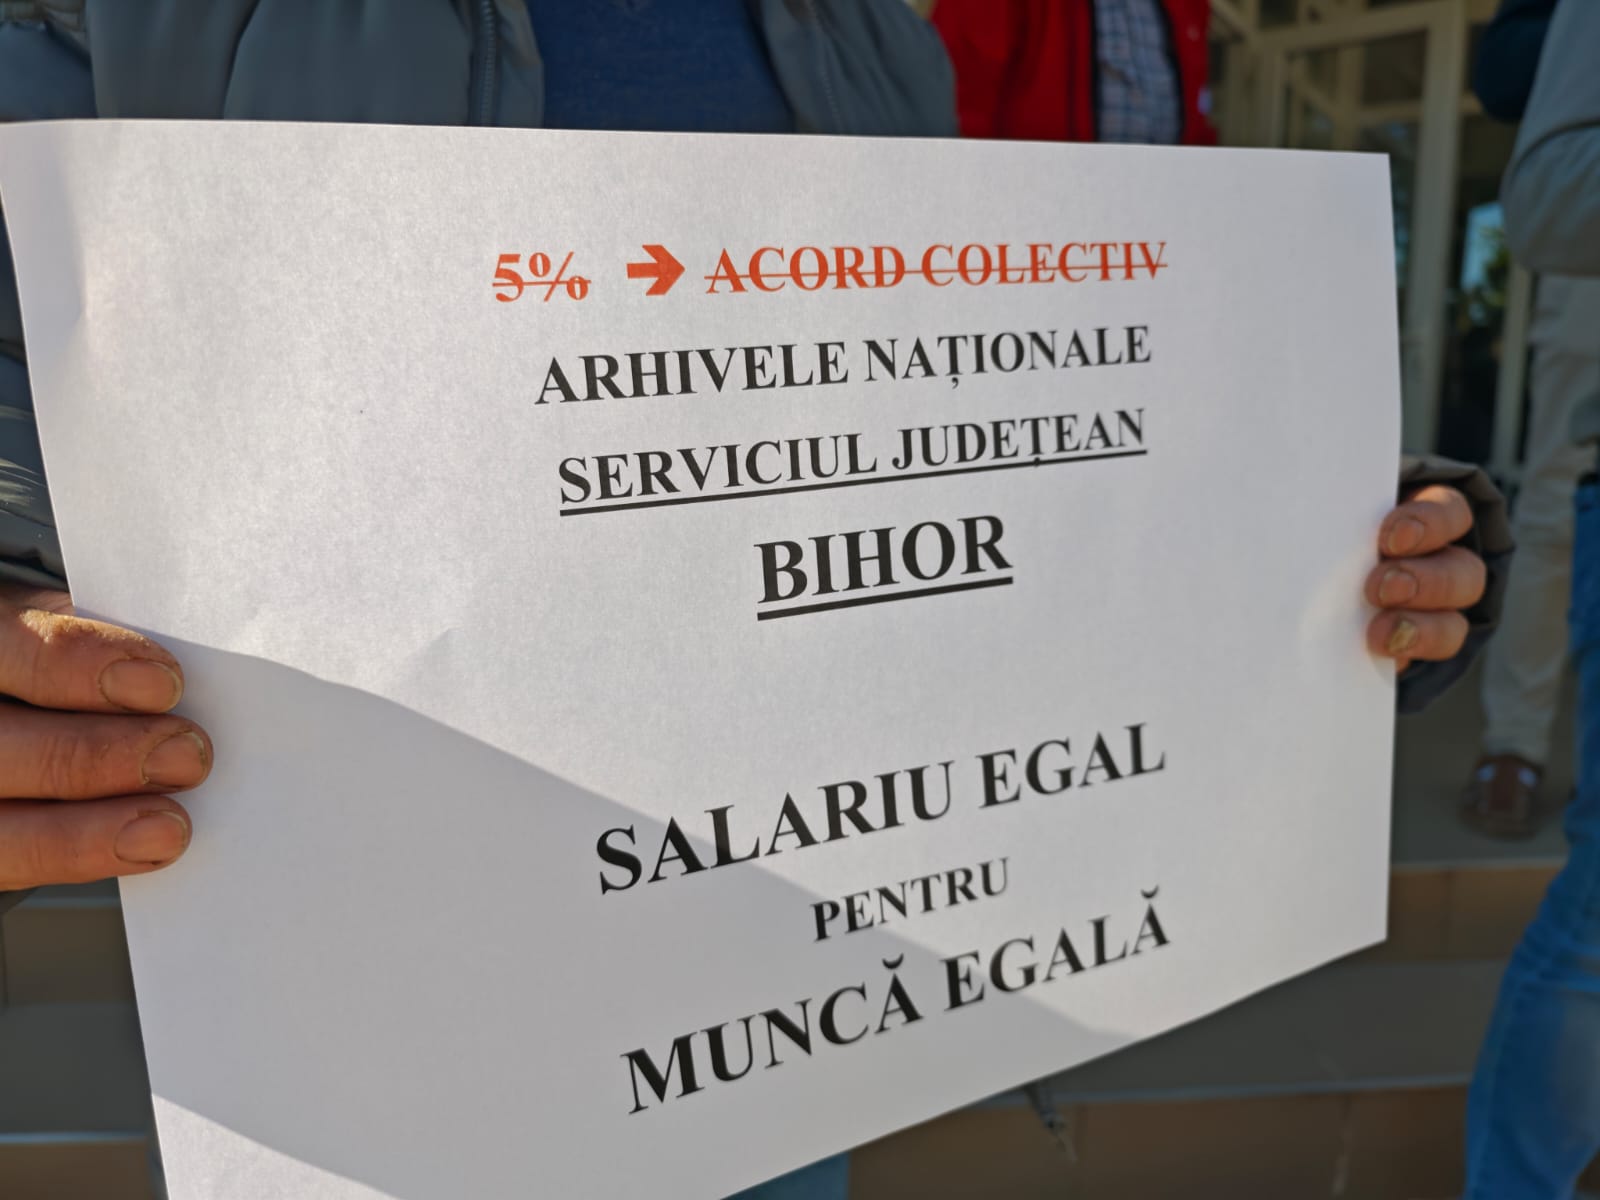 5% ➔ ACORD COLECTIV
ARHIVELE NAȚIONALE
SERVICIUL JUDEȚEAN
BIHOR
SALARIU EGAL
PENTRU
MUNCĂ EGALĂ